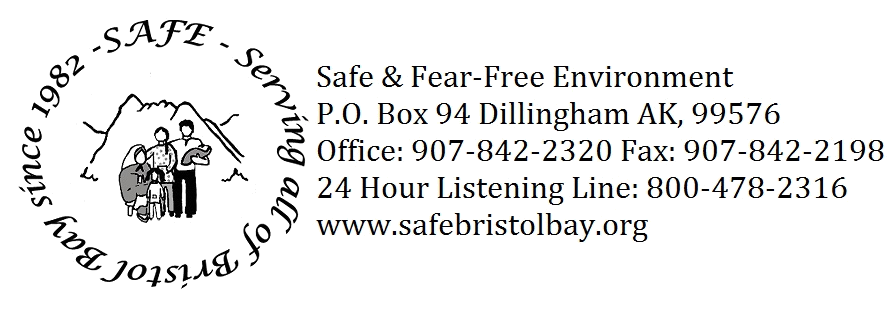 -SAFE - Serving all of Bristol Bay since 1982
Safe & Fear-Free Environment
P.O. Box 94 Dillingham AK, 99576
Office: 907-842-2320 Fax: 907-842-2198
24 Hour Listening Line: 800-478-2316
www.safebristolbay.org